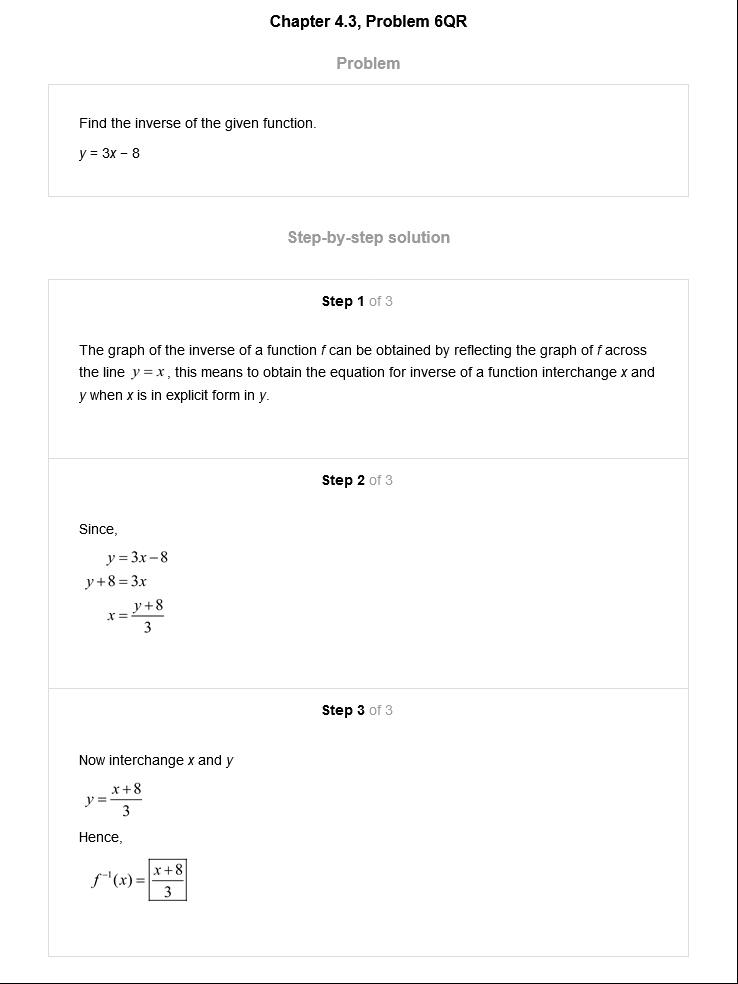 Chapter 4.3, Problem 6QR
Problem
Find the inverse of the given function.
y = 3x − 8
Step-by-step solution
Step 1 of 3
The graph of the inverse of a function f can be obtained by reflecting the graph of f across
the line y = x, this means to obtain the equation for inverse of a function interchange x and
y when x is in explicit form in y.
Step 2 of 3
Since,
y = 3x − 8
y + 8 = 3x
x = (y + 8)/3
Step 3 of 3
Now interchange x and y
y = (x + 8)/3
Hence,
f⁻¹(x) = (x + 8)/3